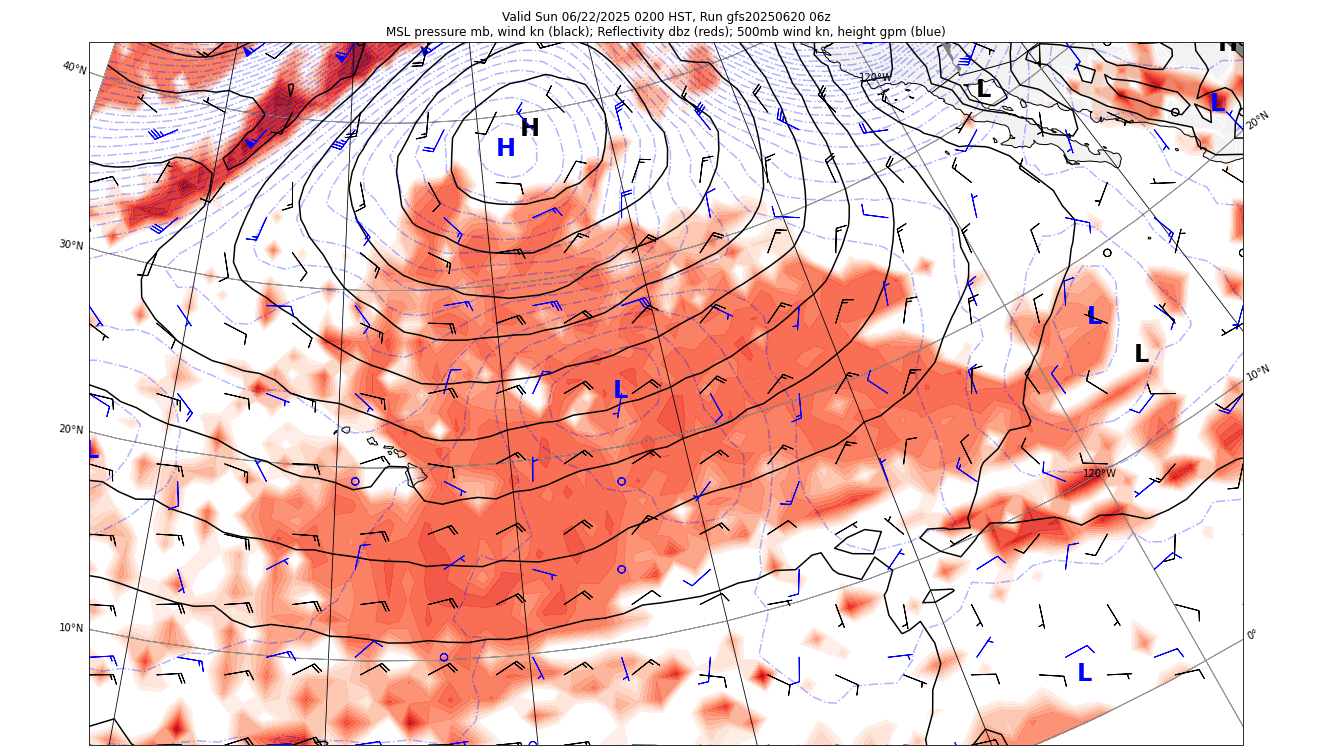 Valid Sun 06/22/2025 0200 HST, Run gfs20250620 06z
MSL pressure mb, wind kn (black); Reflectivity dbz (reds); 500mb wind kn, height gpm (blue)
H
40°N
120°W
L
L
20°N
H
H
30°N
L
L
10°N
L
20°N
L
120°W
10°N
0°
L